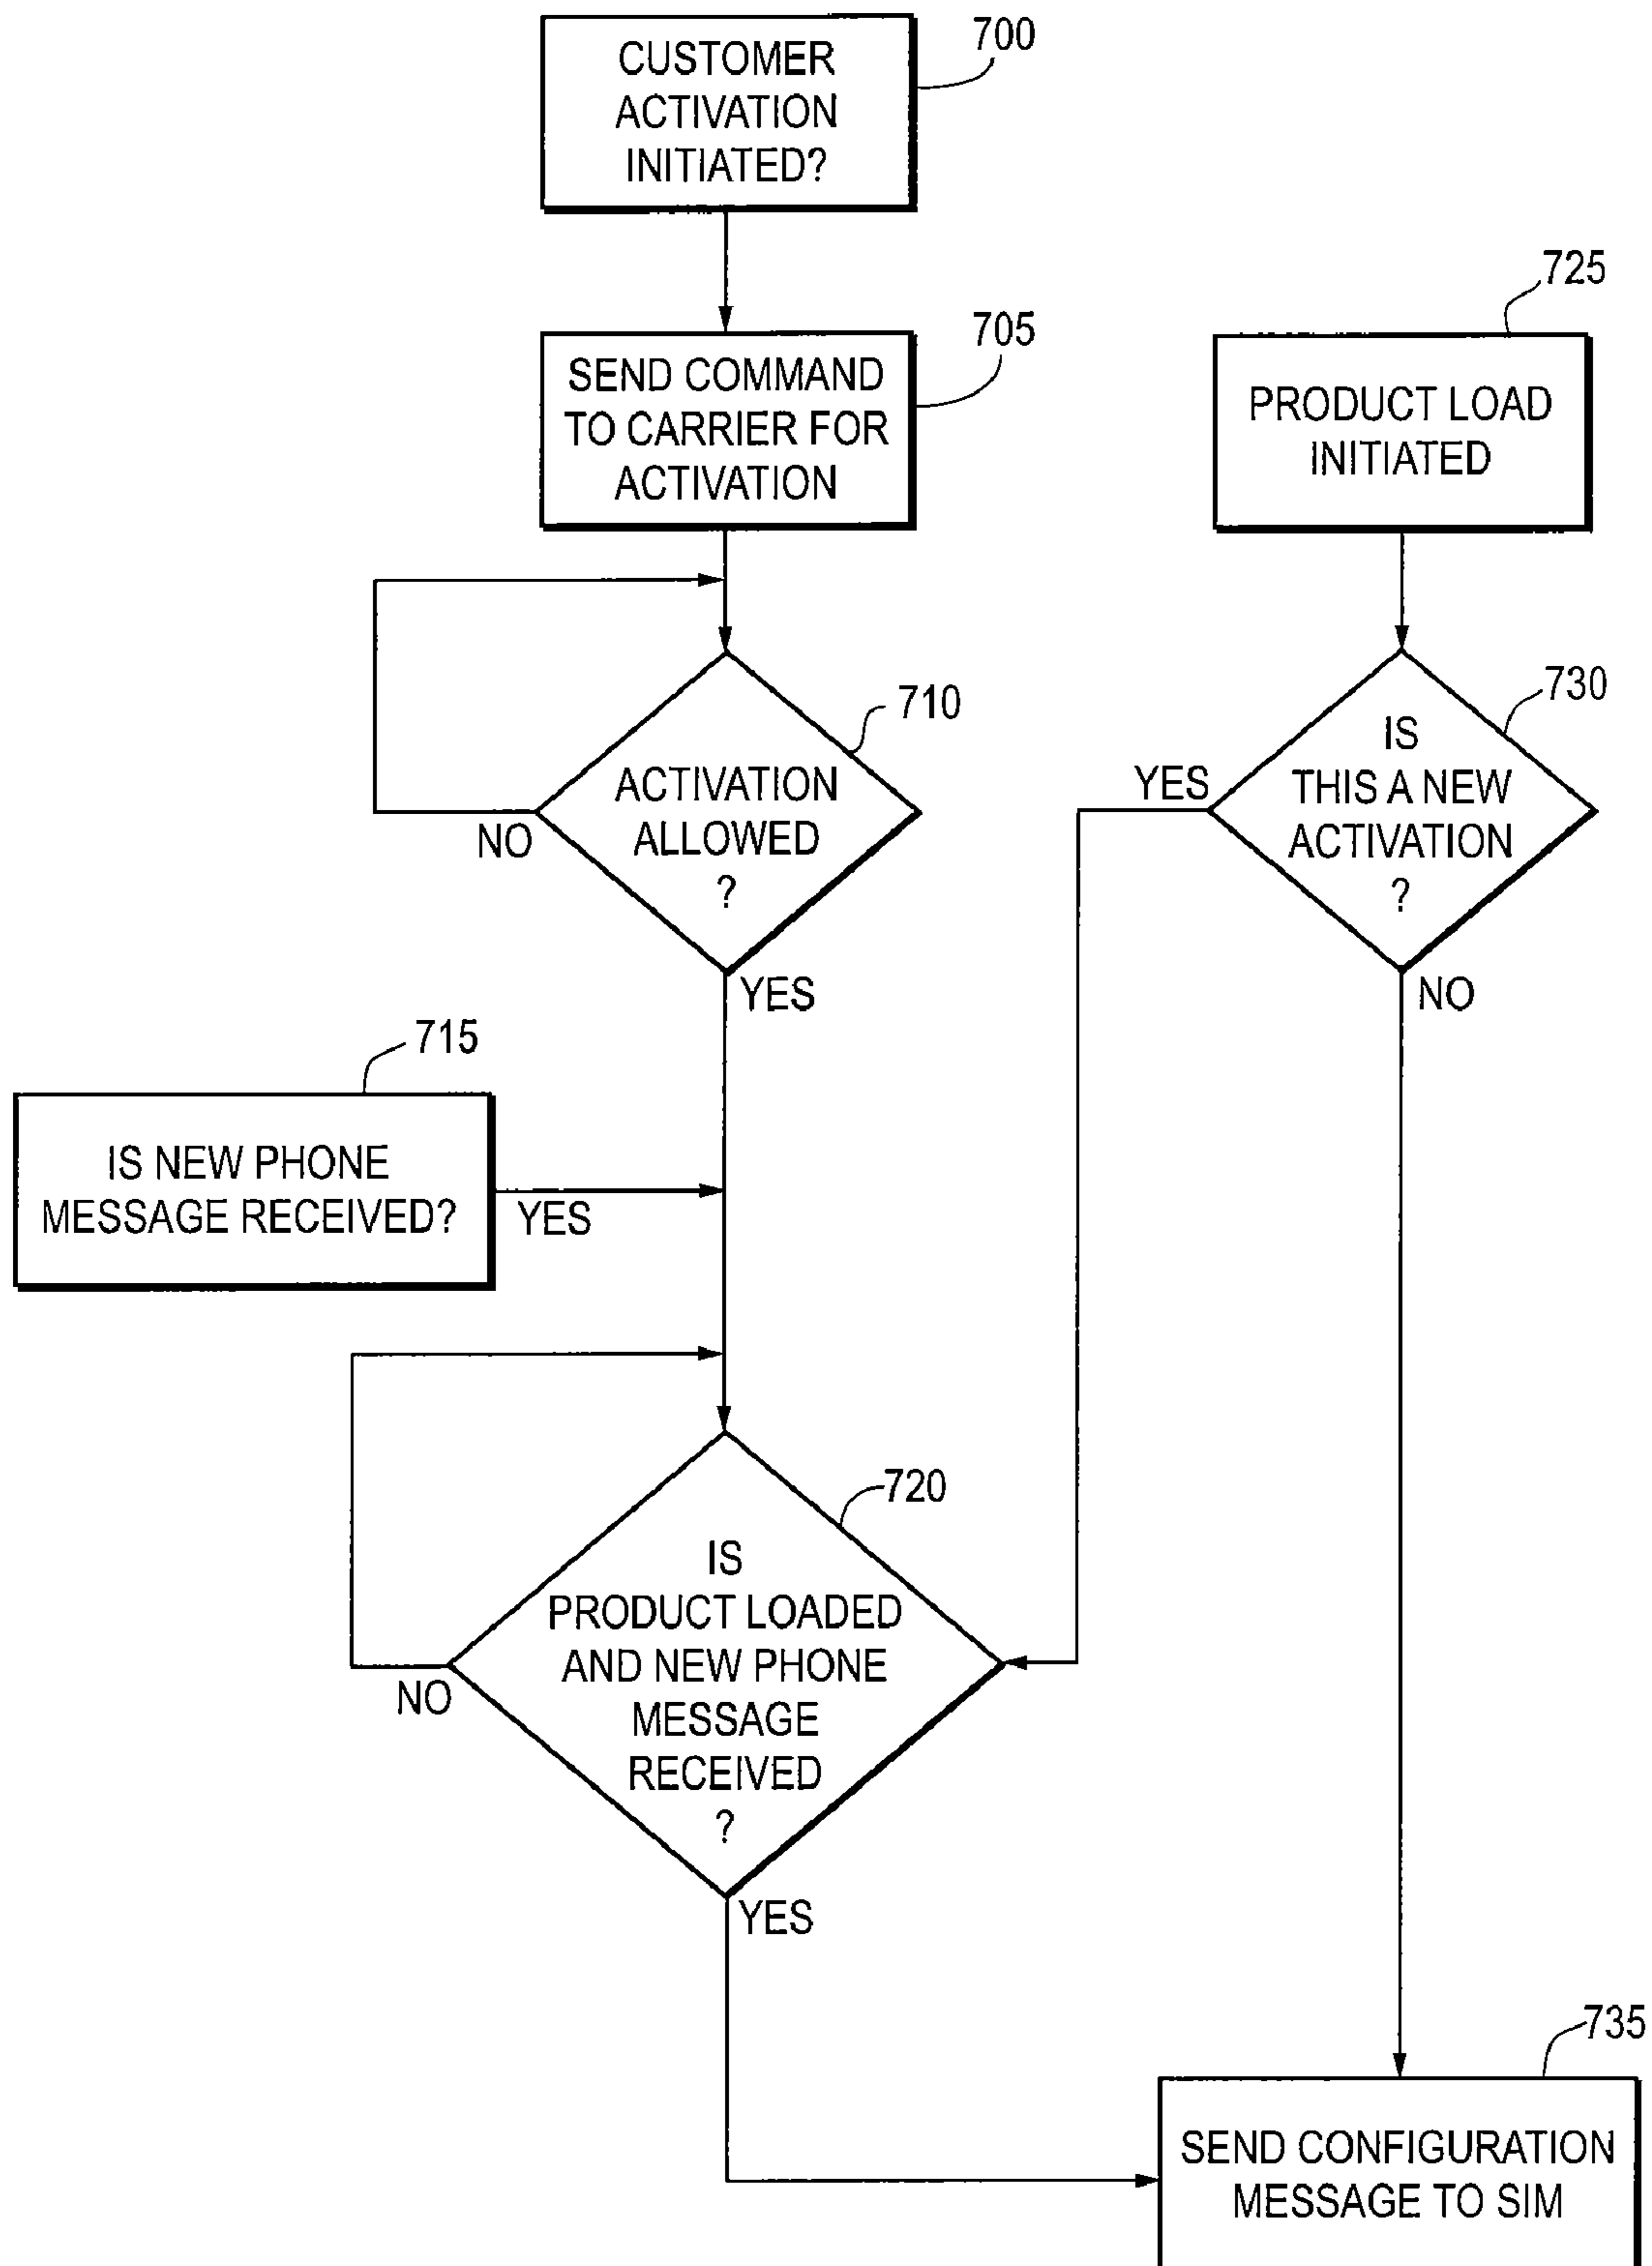 700
CUSTOMER
ACTIVATION
INITIATED?
705
SEND COMMAND
TO CARRIER FOR
ACTIVATION
725
PRODUCT LOAD
INITIATED
710
ACTIVATION
ALLOWED
?
NO
YES
730
IS
THIS A NEW
ACTIVATION
?
YES
NO
715
IS NEW PHONE
MESSAGE RECEIVED?
YES
720
IS
PRODUCT LOADED
AND NEW PHONE
MESSAGE
RECEIVED
?
NO
YES
735
SEND CONFIGURATION
MESSAGE TO SIM